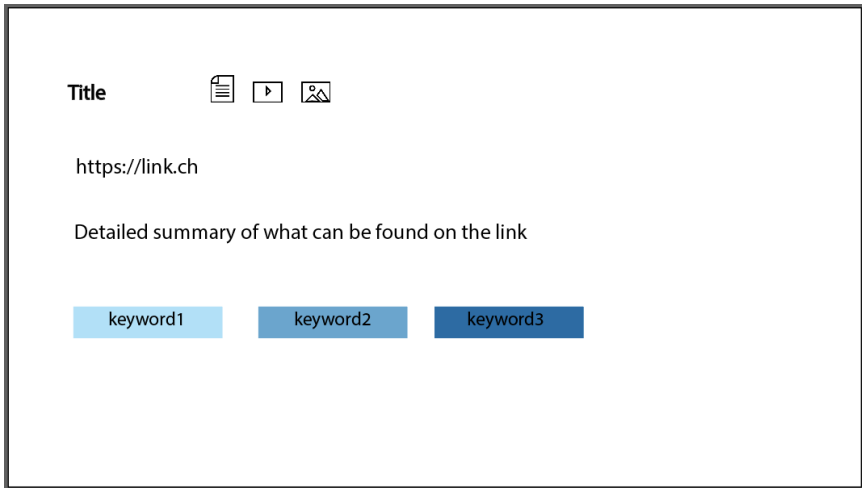 Title
https://link.ch
Detailed summary of what can be found on the link
keyword1 keyword2 keyword3